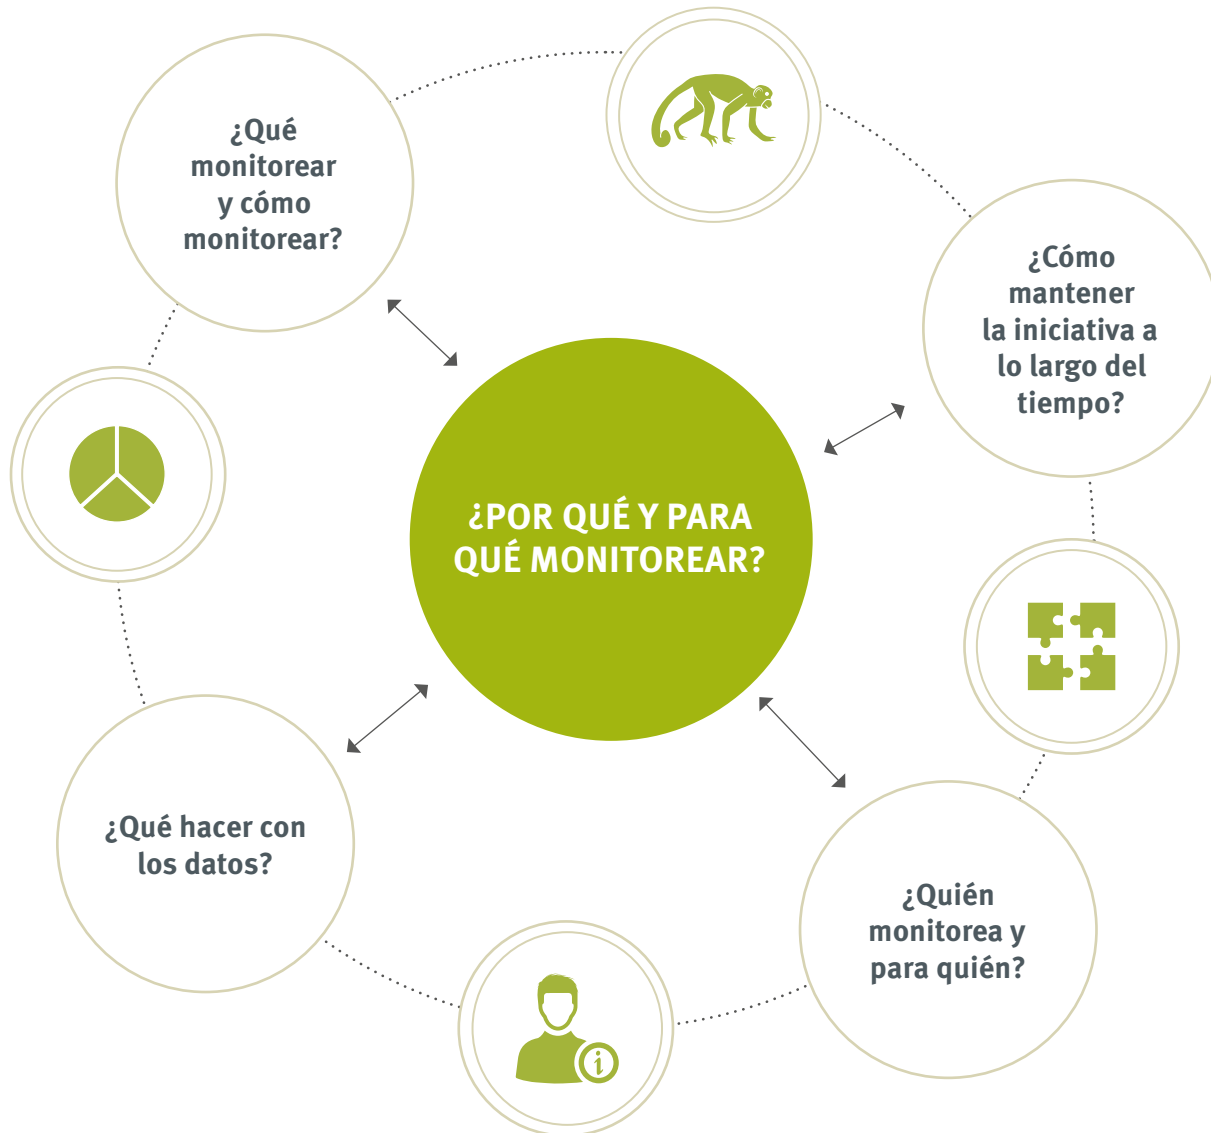 ¿Qué
monitorear
y cómo
monitorear?
¿Cómo
mantener
la iniciativa a
lo largo del
tiempo?
¿POR QUÉ Y PARA
QUÉ MONITOREAR?
¿Qué hacer con
los datos?
¿Quién
monitorea y
para quién?
i